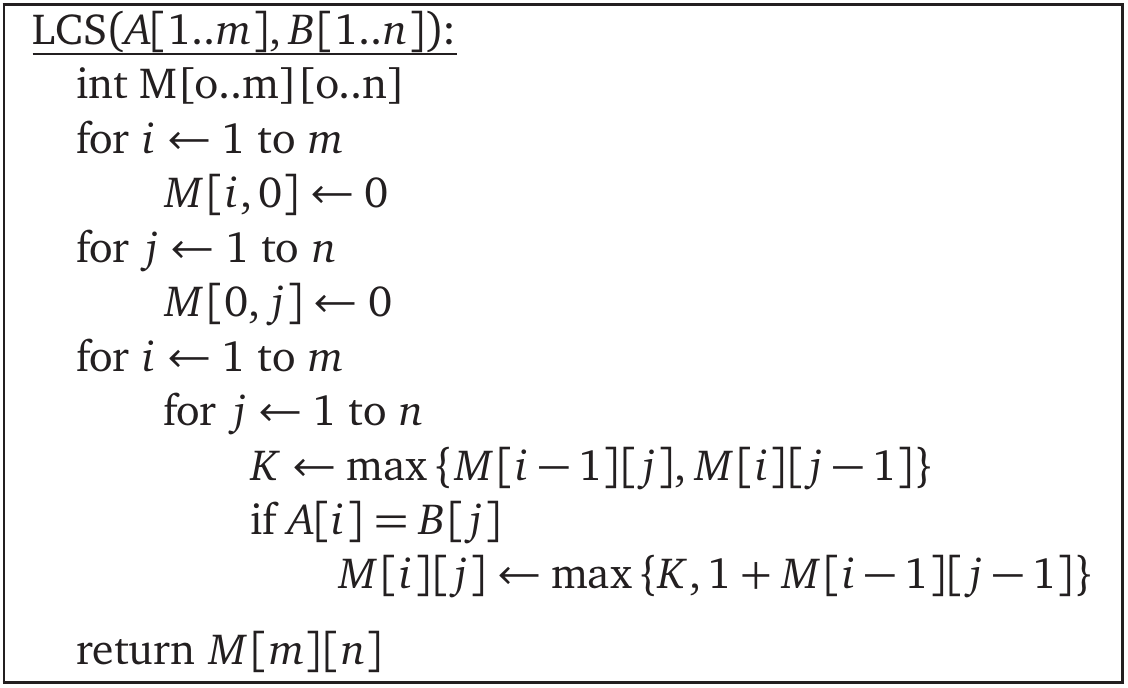 LCS(A[1..m], B[1..n]):
int M[o..m][o..n]
for i ← 1 to m
M[i, 0] ← 0
for j ← 1 to n
M[0, j] ← 0
for i ← 1 to m
for j ← 1 to n
K ← max {M[i − 1][j], M[i][j − 1]}
if A[i] = B[j]
M[i][j] ← max {K, 1 + M[i − 1][j − 1]}
return M[m][n]